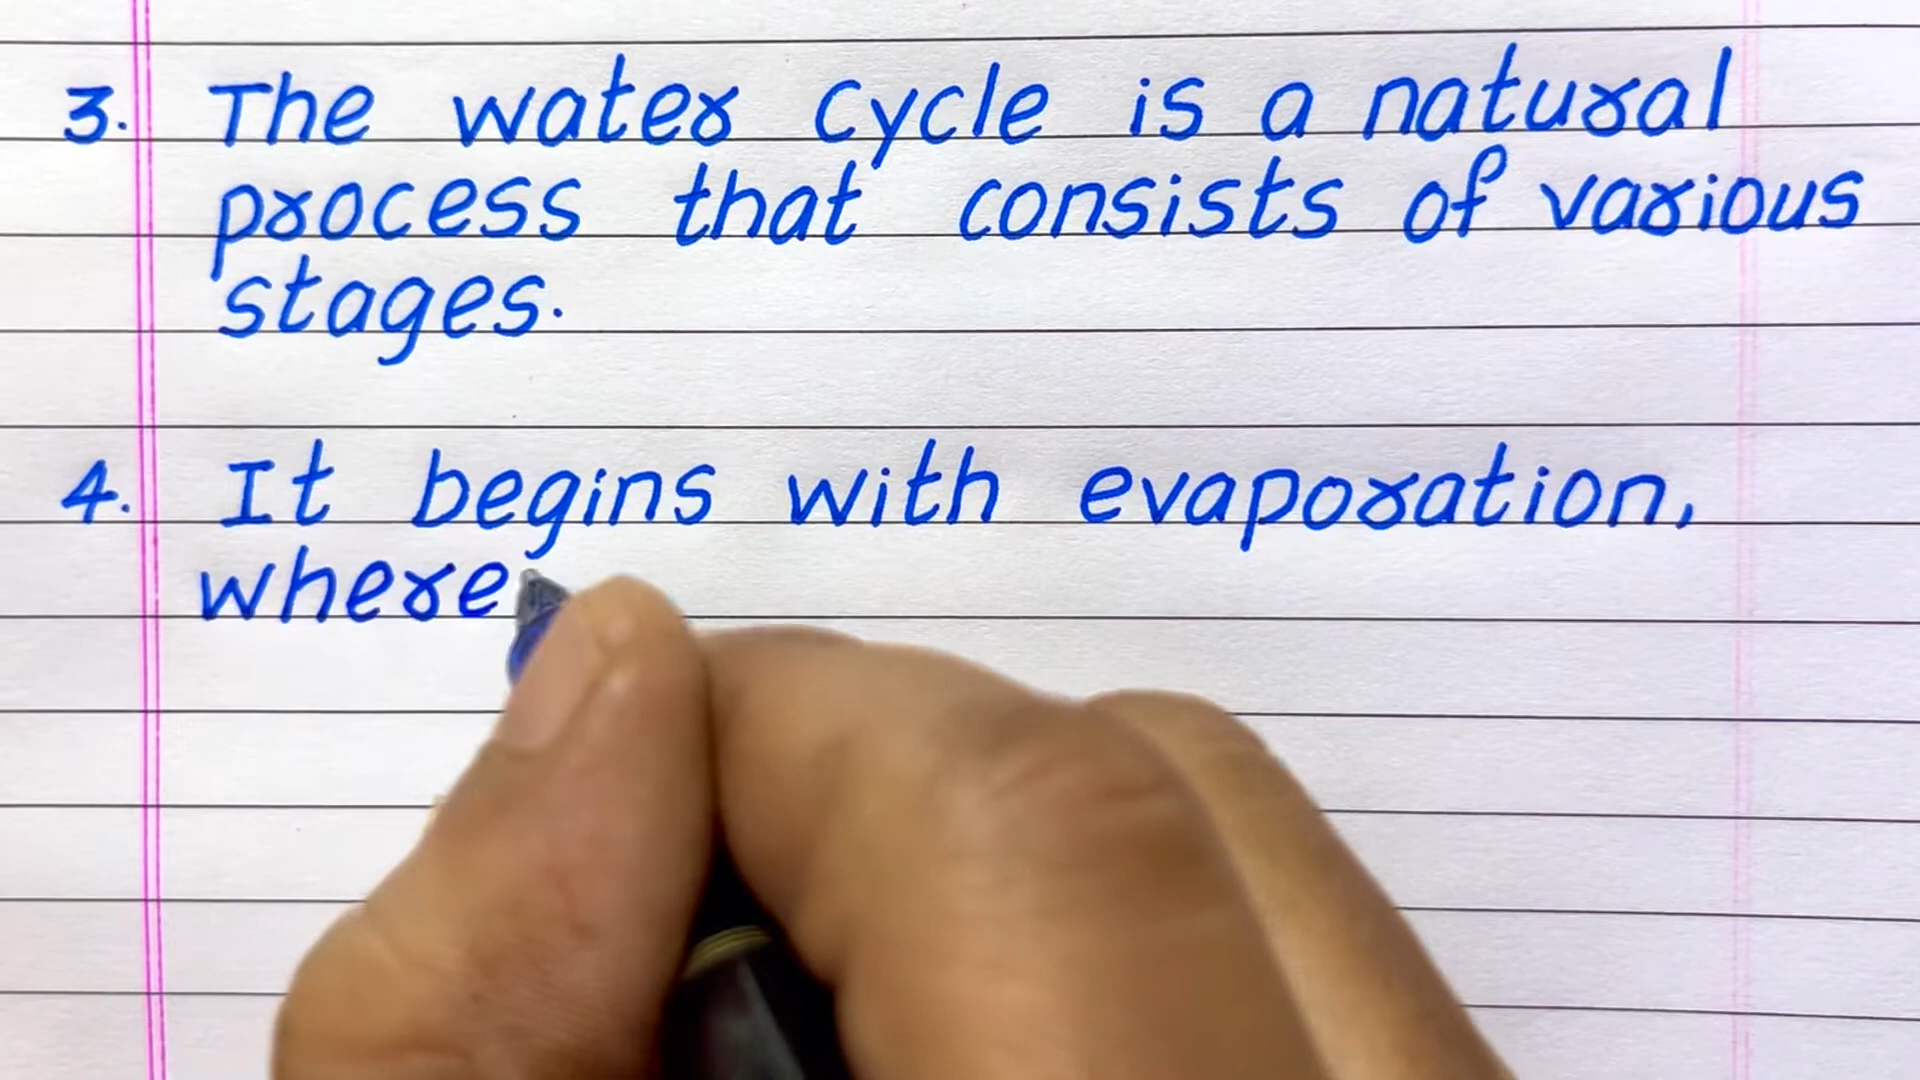 3. The water cycle is a natural
process that consists of various
stages.
4. It begins with evaporation,
where